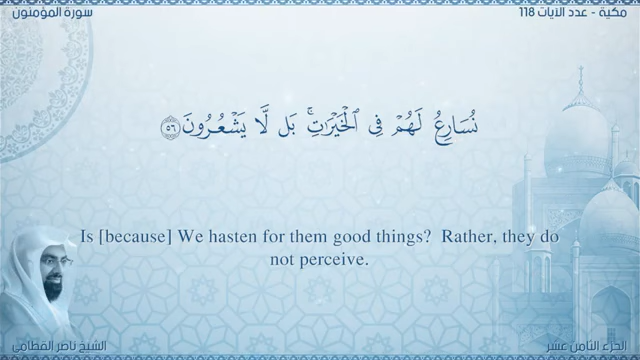 مكية - عدد الآيات 118
سورة المؤمنون
نُسَارِعُ لَهُمْ فِي الْخَيْرَاتِ ۚ بَل لَّا يَشْعُرُونَ ٥٦
Is [because] We hasten for them good things?  Rather, they do
not perceive.
الجزء الثامن عشر
الشيخ ناصر القطامي